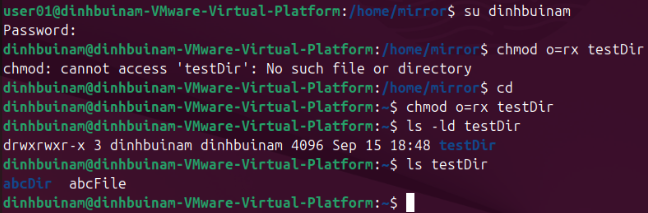 user01@dinhbuinam-VMware-Virtual-Platform:/home/mirror$ su dinhbuinam
Password:
dinhbuinam@dinhbuinam-VMware-Virtual-Platform:/home/mirror$ chmod o=rx testDir
chmod: cannot access 'testDir': No such file or directory
dinhbuinam@dinhbuinam-VMware-Virtual-Platform:/home/mirror$ cd
dinhbuinam@dinhbuinam-VMware-Virtual-Platform:~$ chmod o=rx testDir
dinhbuinam@dinhbuinam-VMware-Virtual-Platform:~$ ls -ld testDir
drwxrwxr-x 3 dinhbuinam dinhbuinam 4096 Sep 15 18:48 testDir
dinhbuinam@dinhbuinam-VMware-Virtual-Platform:~$ ls testDir
abcDir  abcFile
dinhbuinam@dinhbuinam-VMware-Virtual-Platform:~$